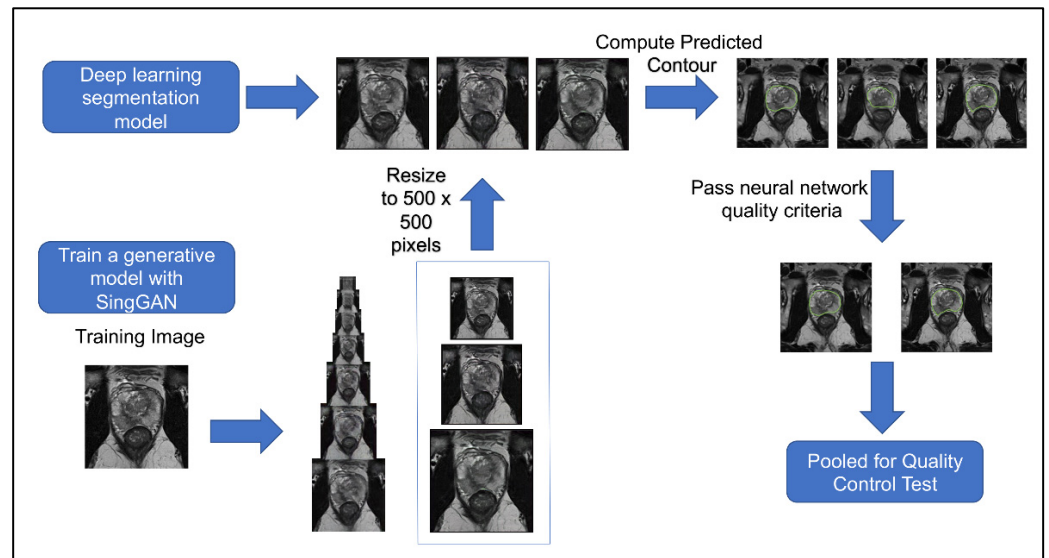 Deep learning
segmentation
model
Compute Predicted
Contour
Resize
to 500 x
500
pixels
Pass neural network
quality criteria
Train a generative
model with
SingGAN
Training Image
Pooled for Quality
Control Test